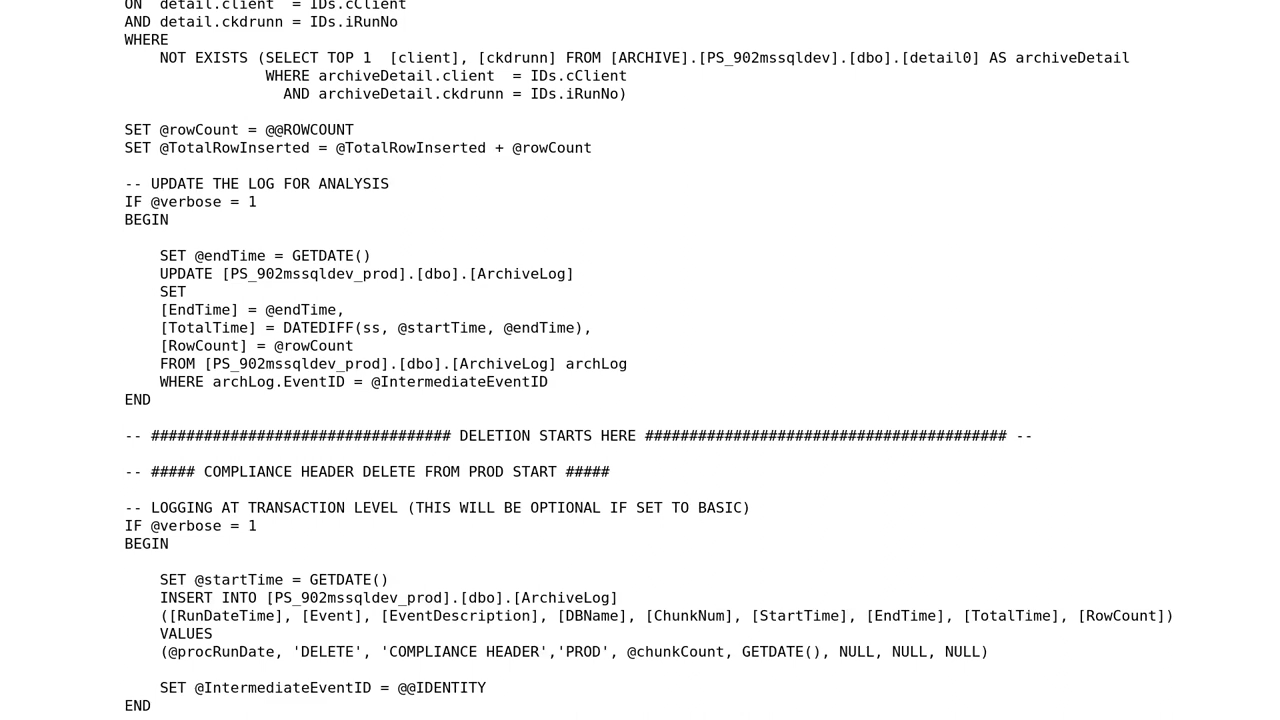 ON  detail.client  = IDs.cClient
AND detail.ckdrunn = IDs.iRunNo
WHERE
    NOT EXISTS (SELECT TOP 1  [client], [ckdrunn] FROM [ARCHIVE].[PS_902mssqldev].[dbo].[detail0] AS archiveDetail
                WHERE archiveDetail.client  = IDs.cClient
                  AND archiveDetail.ckdrunn = IDs.iRunNo)

SET @rowCount = @@ROWCOUNT
SET @TotalRowInserted = @TotalRowInserted + @rowCount

-- UPDATE THE LOG FOR ANALYSIS
IF @verbose = 1
BEGIN

    SET @endTime = GETDATE()
    UPDATE [PS_902mssqldev_prod].[dbo].[ArchiveLog]
    SET
    [EndTime] = @endTime,
    [TotalTime] = DATEDIFF(ss, @startTime, @endTime),
    [RowCount] = @rowCount
    FROM [PS_902mssqldev_prod].[dbo].[ArchiveLog] archLog
    WHERE archLog.EventID = @IntermediateEventID
END

-- ################################## DELETION STARTS HERE ######################################### --

-- ##### COMPLIANCE HEADER DELETE FROM PROD START #####

-- LOGGING AT TRANSACTION LEVEL (THIS WILL BE OPTIONAL IF SET TO BASIC)
IF @verbose = 1
BEGIN

    SET @startTime = GETDATE()
    INSERT INTO [PS_902mssqldev_prod].[dbo].[ArchiveLog]
    ([RunDateTime], [Event], [EventDescription], [DBName], [ChunkNum], [StartTime], [EndTime], [TotalTime], [RowCount])
    VALUES
    (@procRunDate, 'DELETE', 'COMPLIANCE HEADER','PROD', @chunkCount, GETDATE(), NULL, NULL, NULL)

    SET @IntermediateEventID = @@IDENTITY
END